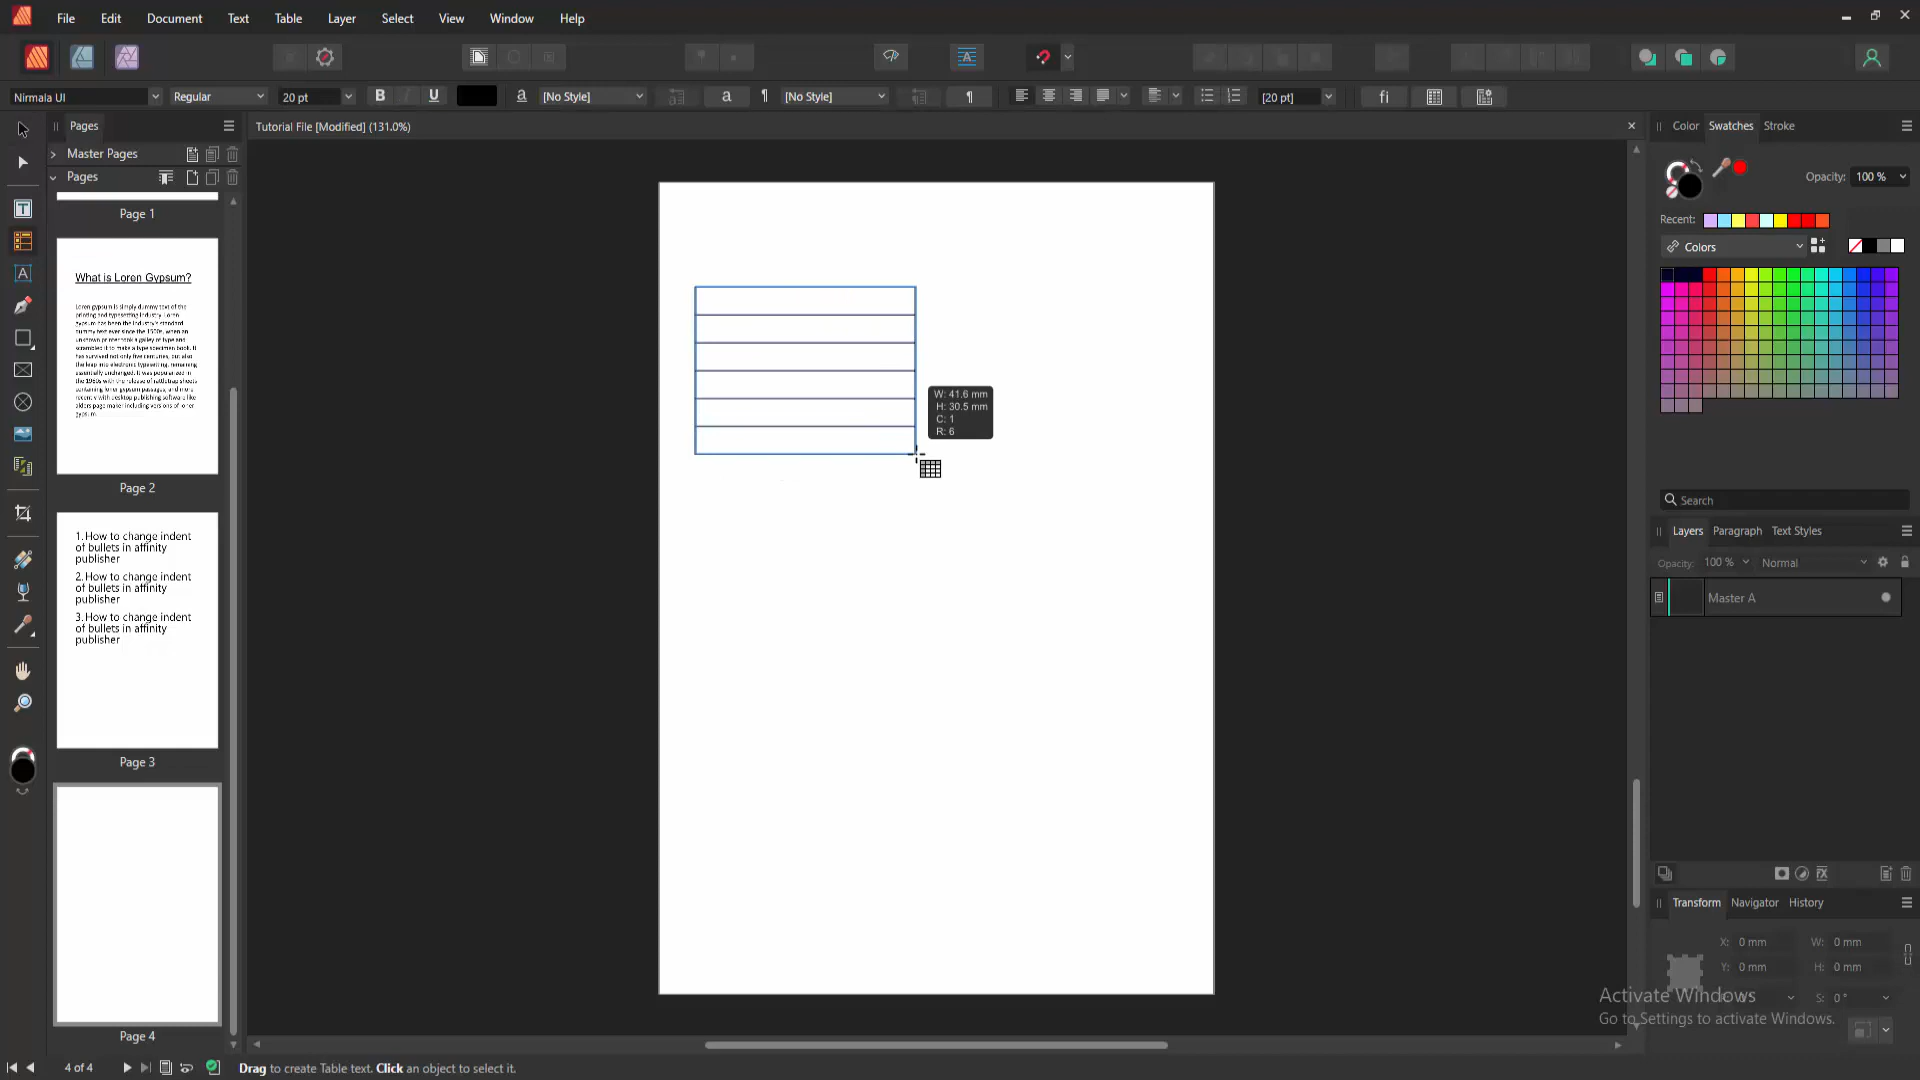 File Edit Document Text Table Layer Select View Window Help
Nirmala UI Regular 20 pt B U a [No Style] a ¶ [No Style] ¶ [20 pt] fi
Pages
Tutorial File [Modified] (131.0%)
Master Pages
Pages
Page 1
What is Loren Gypsum?
Page 2
1.How to change indent
of bullets in affinity
publisher
2.How to change indent
of bullets in affinity
publisher
3.How to change indent
of bullets in affinity
publisher
Page 3
Page 4
W: 41.6 mm
H: 30.5 mm
C: 1
R: 6
Color Swatches Stroke
Opacity: 100 %
Recent:
Colors
Search
Layers Paragraph Text Styles
Opacity: 100 % Normal
Master A
Transform Navigator History
X: 0 mm W: 0 mm
Y: 0 mm H: 0 mm
S: 0 °
Activate Windows
Go to Settings to activate Windows.
4 of 4 Drag to create Table text. Click an object to select it.